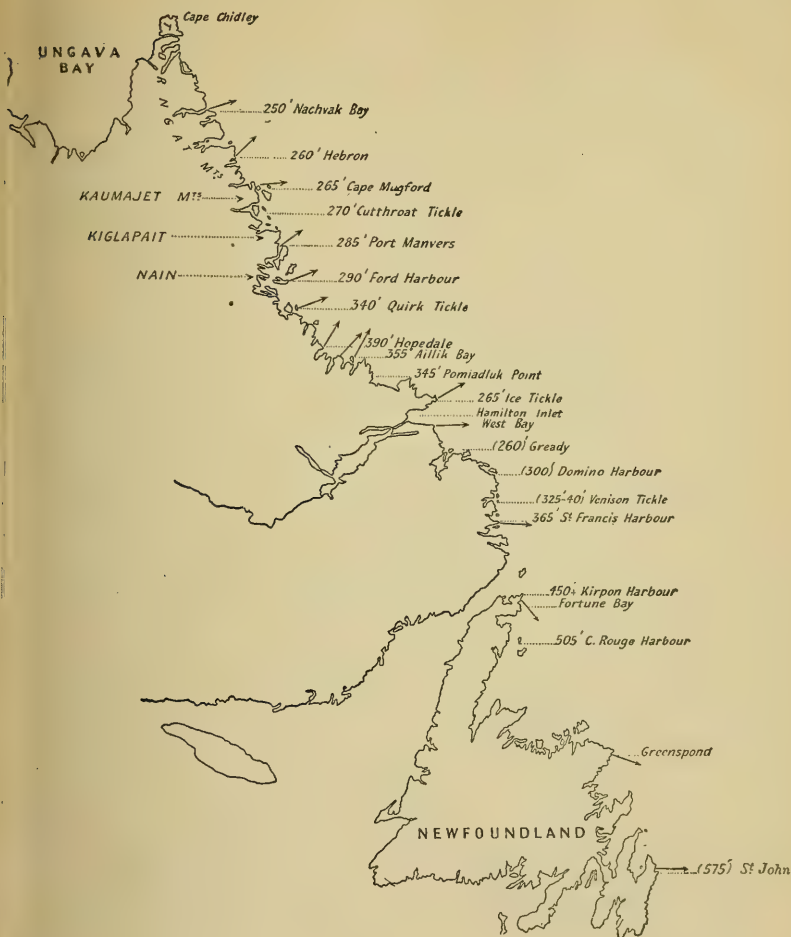 Cape Chidley
UNGAVA
BAY
TORNGAT MTS
250' Nachvak Bay
260' Hebron
265' Cape Mugford
KAUMAJET MTS
270' Cutthroat Tickle
KIGLAPAIT
285' Port Manvers
NAIN
290' Ford Harbour
340' Quirk Tickle
390' Hopedale
355' Aillik Bay
345' Pomiadluk Point
265' Ice Tickle
Hamilton Inlet
West Bay
(260)' Gready
(300)' Domino Harbour
(325-40)' Venison Tickle
365' St Francis Harbour
450+ Kirpon Harbour
Fortune Bay
505' C. Rouge Harbour
Greenspond
NEWFOUNDLAND
(575)' St John